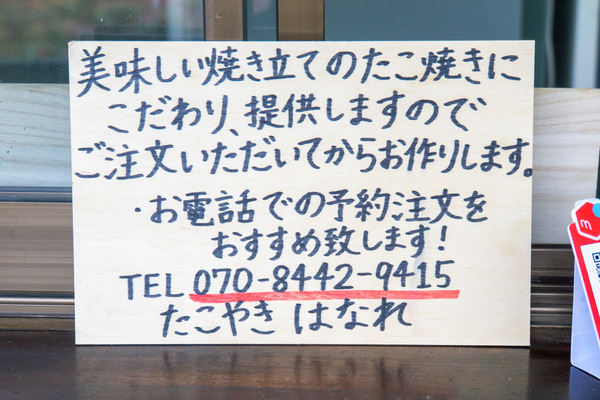 美味しい焼き立てのたこ焼きに
こだわり、提供しますので
ご注文いただいてからお作りします。
・お電話での予約注文を
おすすめ致します!
TEL 070-8442-9415
たこやき はなれ